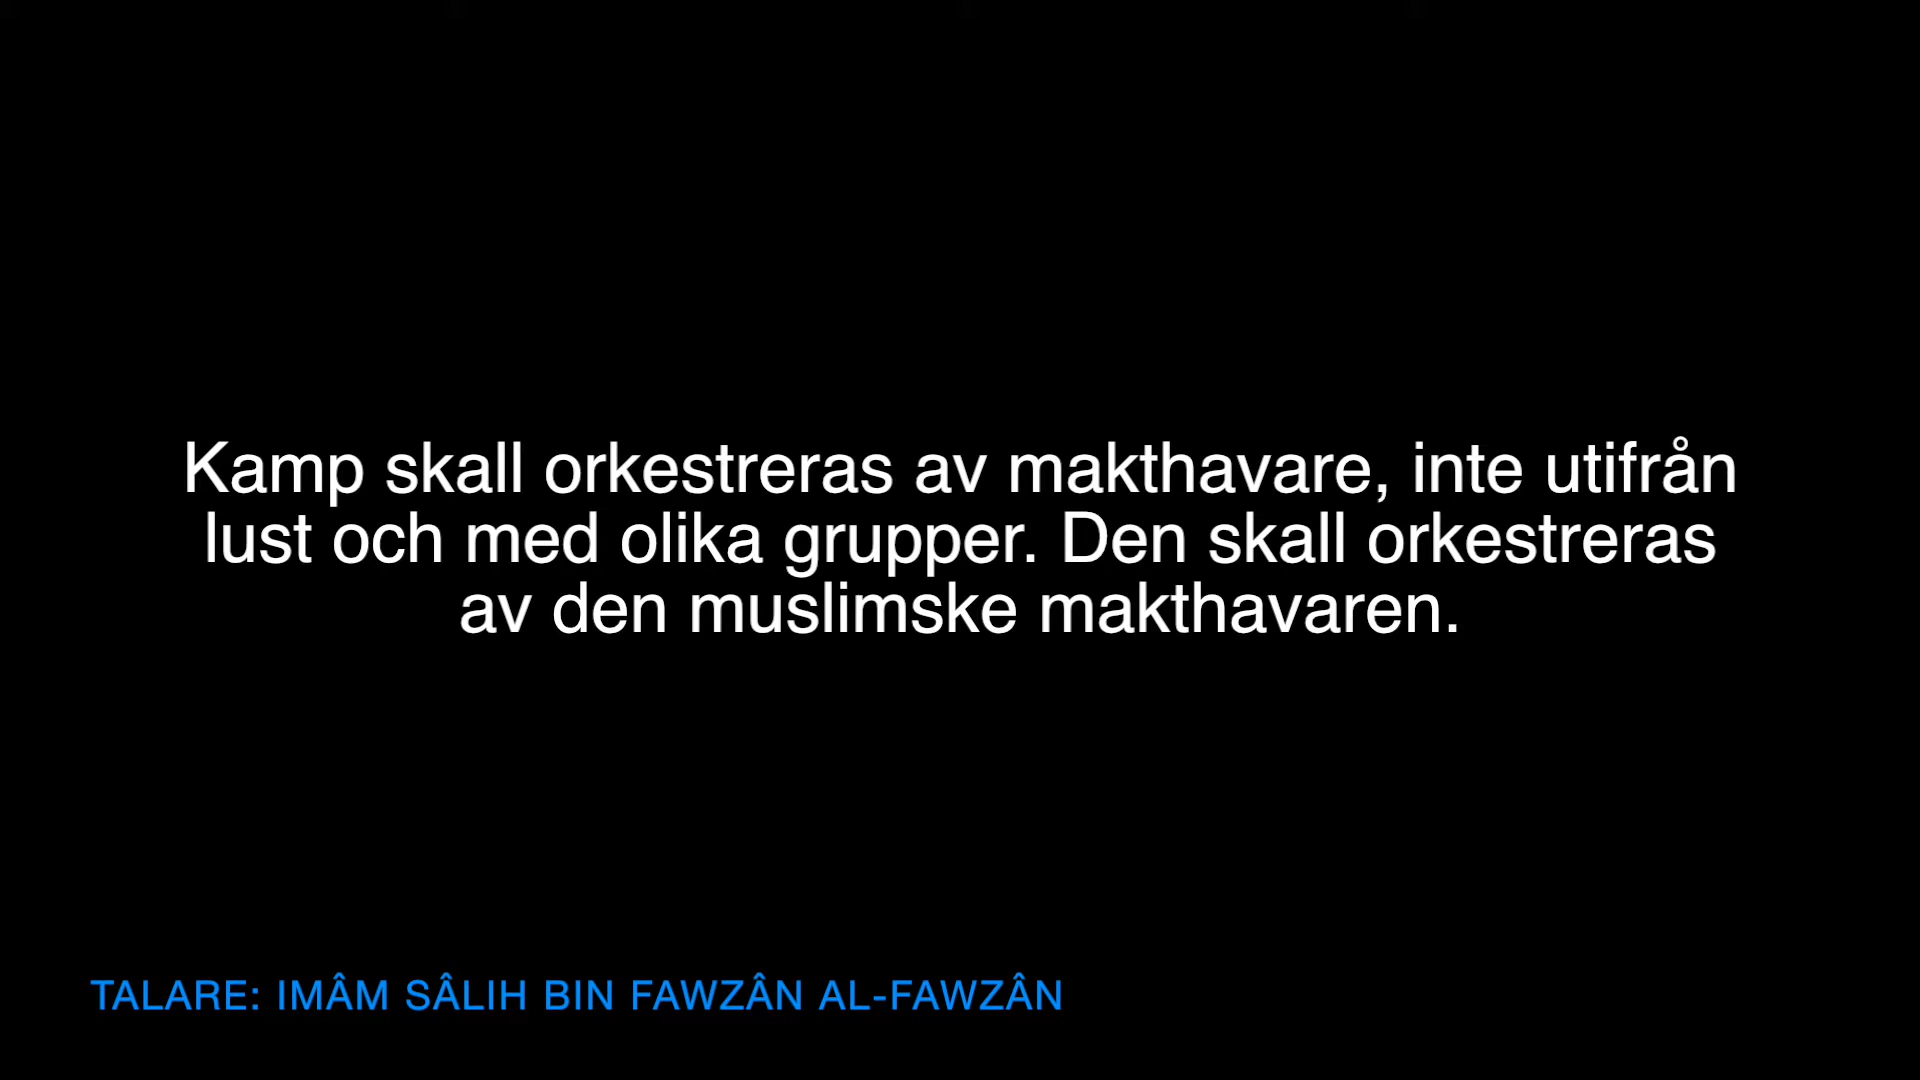 Kamp skall orkestreras av makthavare, inte utifrån
lust och med olika grupper. Den skall orkestreras
av den muslimske makthavaren.
TALARE: IMÂM SÂLIH BIN FAWZÂN AL-FAWZÂN